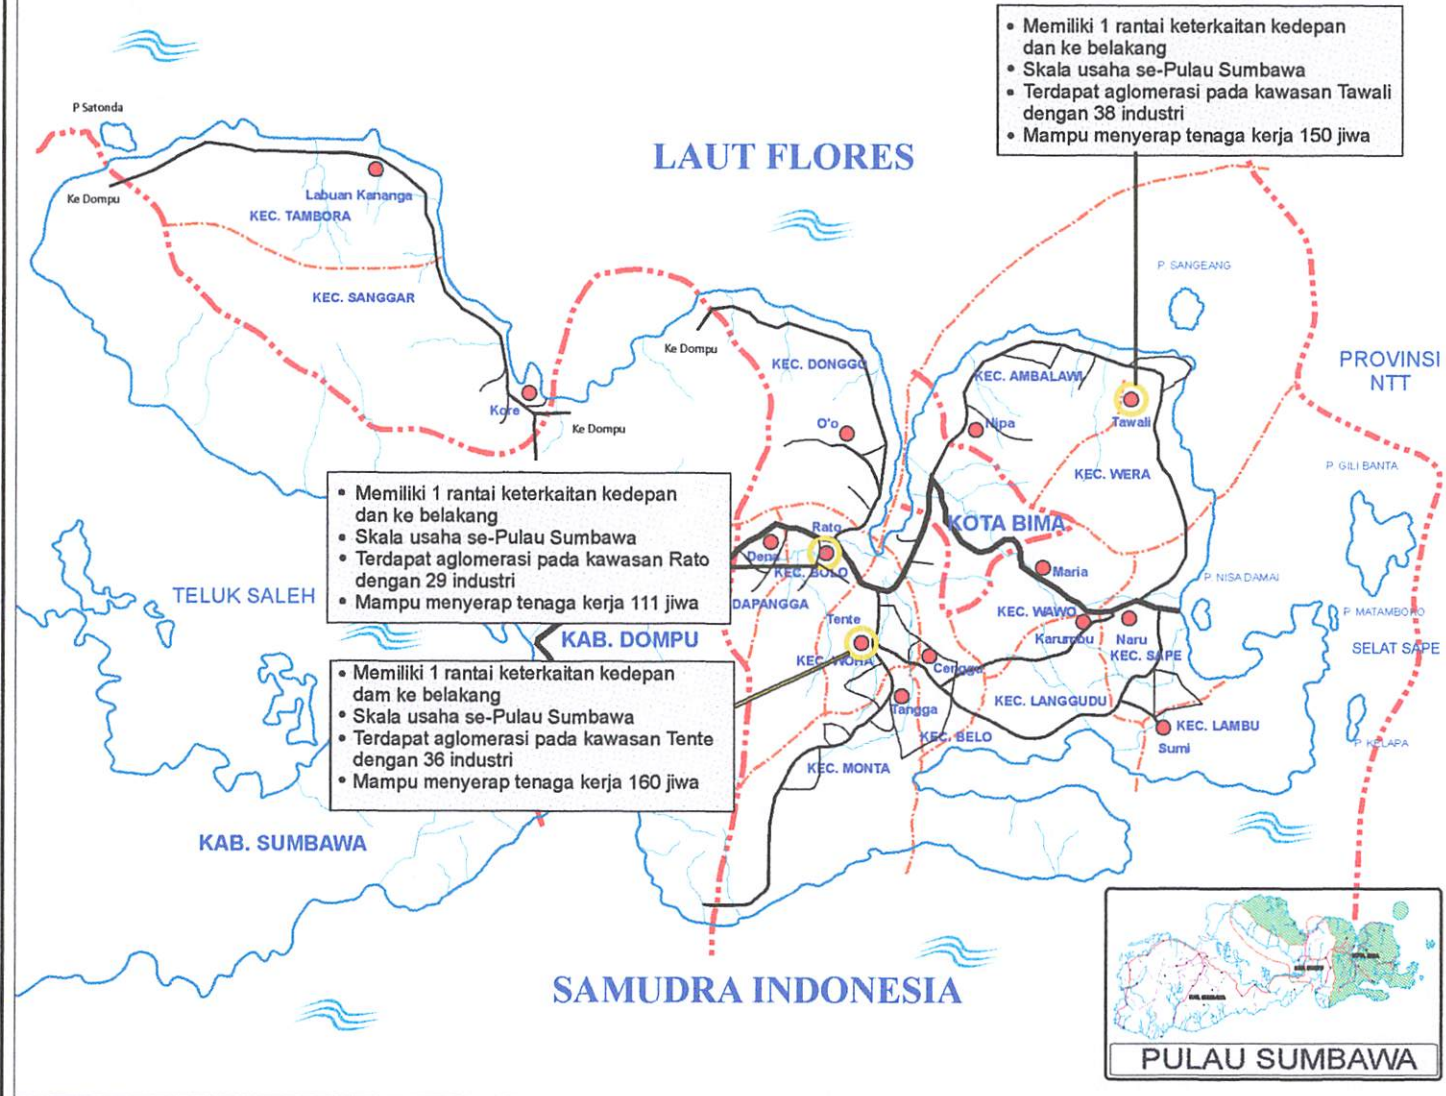 • Memiliki 1 rantai keterkaitan kedepan
dan ke belakang
• Skala usaha se-Pulau Sumbawa
• Terdapat aglomerasi pada kawasan Tawali
dengan 38 industri
• Mampu menyerap tenaga kerja 150 jiwa
P Satonda
LAUT FLORES
Ke Dompu
Labuan Kananga
KEC. TAMBORA
KEC. SANGGAR
P. SANGEANG
PROVINSI
NTT
Ke Dompu
KEC. DONGGO
KEC. AMBALAWI
Kore
Ke Dompu
O'o
Nipa
Tawali
KEC. WERA
P. GILI BANTA
• Memiliki 1 rantai keterkaitan kedepan
dan ke belakang
• Skala usaha se-Pulau Sumbawa
• Terdapat aglomerasi pada kawasan Rato
dengan 29 industri
• Mampu menyerap tenaga kerja 111 jiwa
Rato
KOTA BIMA
Dena
KEC. BOLO
Maria
P. NISA DAMAI
TELUK SALEH
DAPANGGA
KEC. WAWO
P MATAMBORO
Tente
Karumbu
Naru
KAB. DOMPU
KEC. SAPE
SELAT SAPE
KEC. WOHA
Cenggu
• Memiliki 1 rantai keterkaitan kedepan
dam ke belakang
• Skala usaha se-Pulau Sumbawa
• Terdapat aglomerasi pada kawasan Tente
dengan 36 industri
• Mampu menyerap tenaga kerja 160 jiwa
Tangga
KEC. LANGGUDU
KEC. LAMBU
KEC. BELO
Sumi
P. KELAPA
KEC. MONTA
KAB. SUMBAWA
SAMUDRA INDONESIA
PULAU SUMBAWA